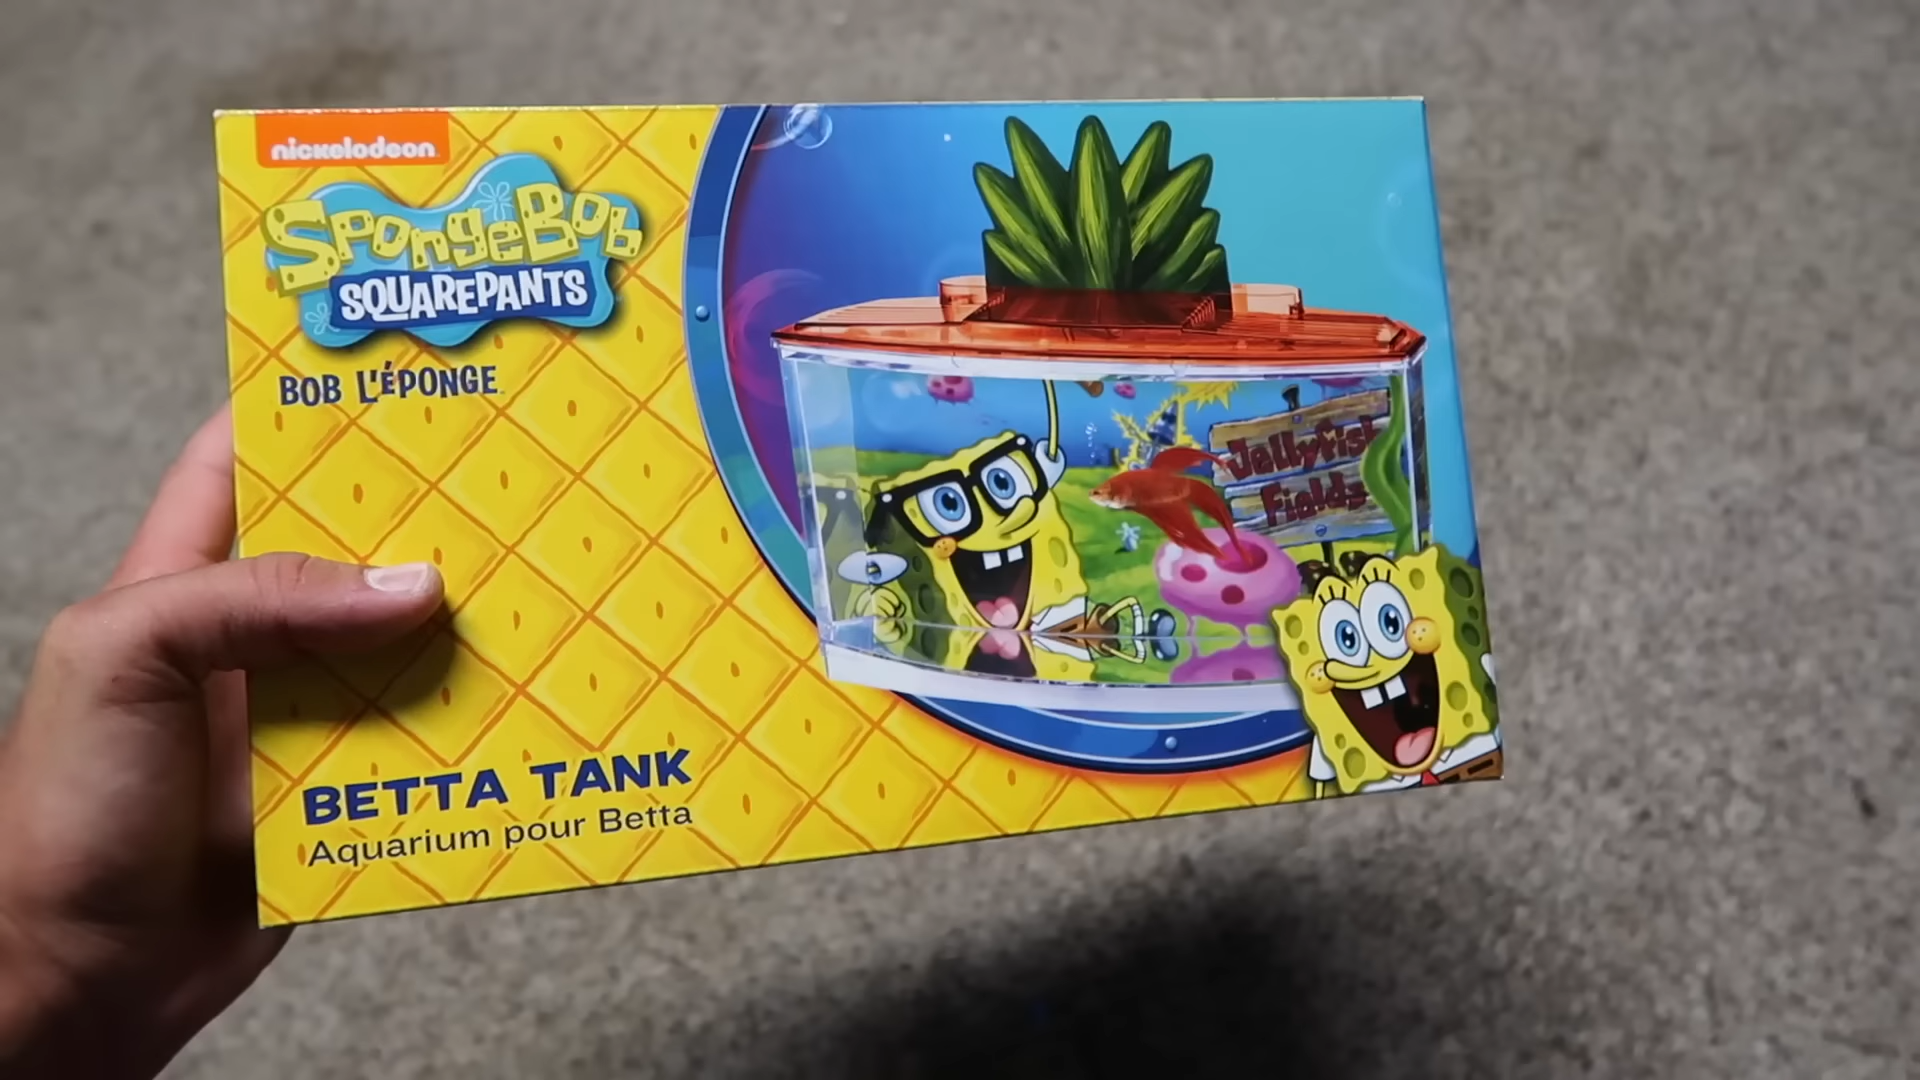 nickelodeon
SpongeBob
SQUAREPANTS
BOB L'ÉPONGE
Jellyfish
Fields
BETTA TANK
Aquarium pour Betta